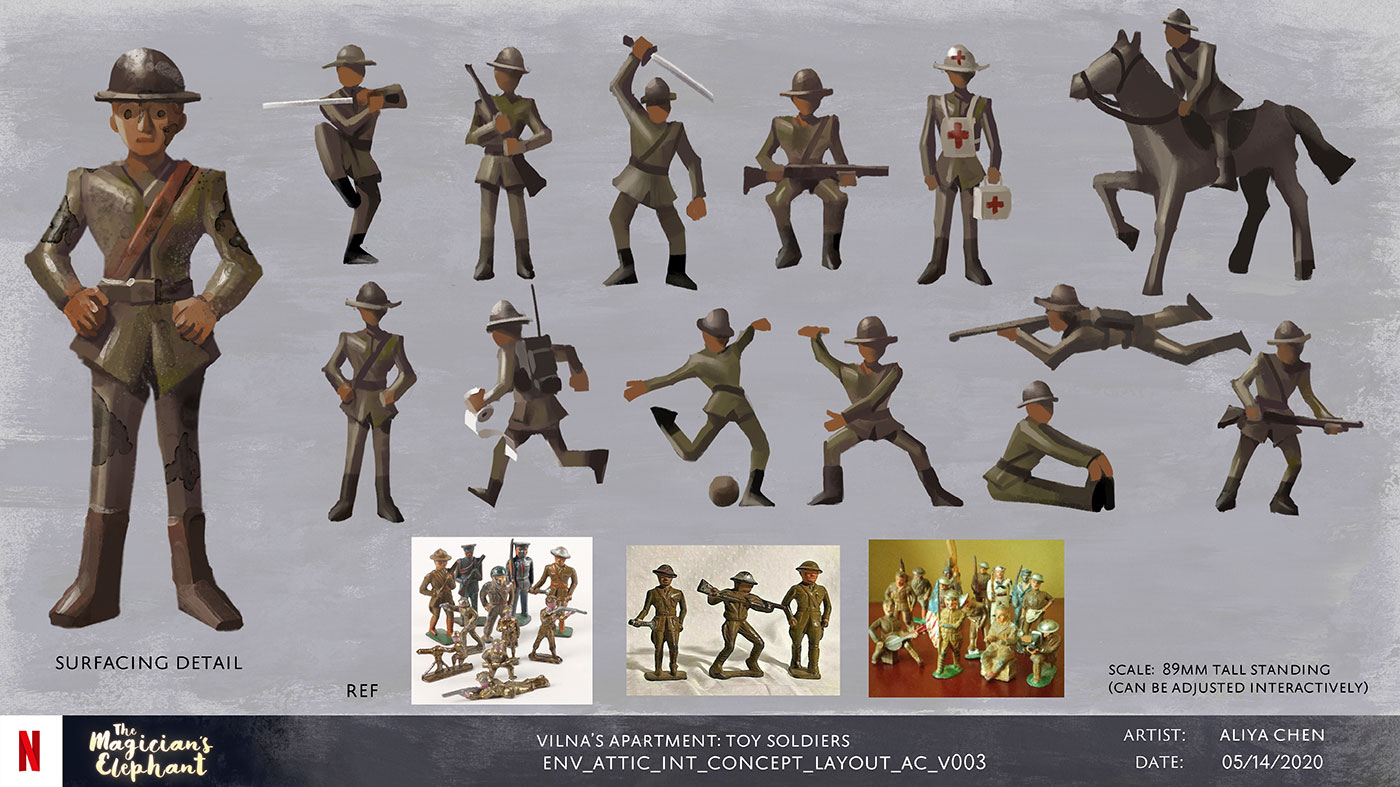 SURFACING DETAIL
REF
SCALE: 89MM TALL STANDING
(CAN BE ADJUSTED INTERACTIVELY)
N
The
Magician's
Elephant
VILNA'S APARTMENT: TOY SOLDIERS
ENV_ATTIC_INT_CONCEPT_LAYOUT_AC_V003
ARTIST: ALIYA CHEN
DATE: 05/14/2020